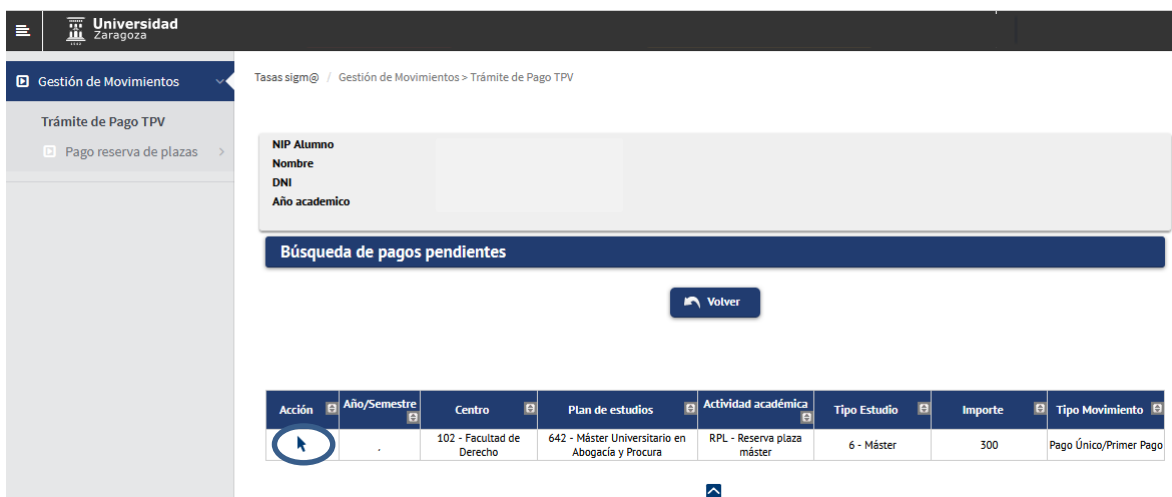 Universidad
Zaragoza
Gestión de Movimientos
Tasas sigm@ / Gestión de Movimientos > Trámite de Pago TPV
Trámite de Pago TPV
Pago reserva de plazas
NIP Alumno
Nombre
DNI
Año academico
Búsqueda de pagos pendientes
Volver
Acción Año/Semestre Centro Plan de estudios Actividad académica Tipo Estudio Importe Tipo Movimiento
. 102 - Facultad de Derecho 642 - Máster Universitario en Abogacía y Procura RPL - Reserva plaza máster 6 - Máster 300 Pago Único/Primer Pago